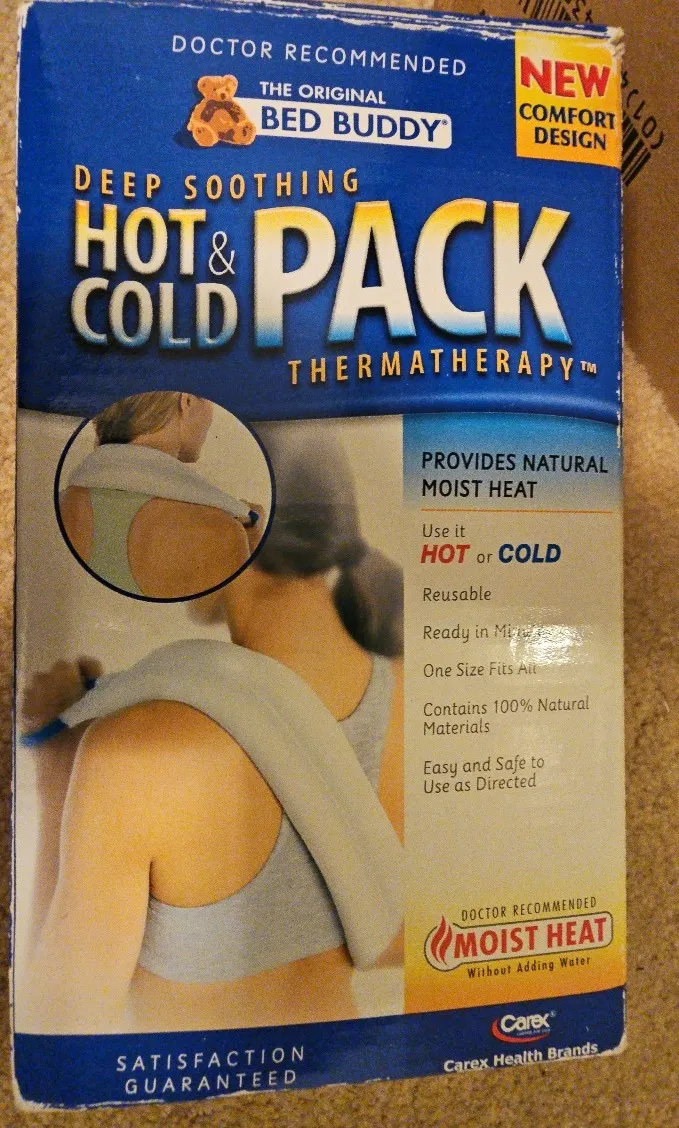 DOCTOR RECOMMENDED
THE ORIGINAL
BED BUDDY®
NEW
COMFORT
DESIGN
DEEP SOOTHING
HOT &
COLD
PACK
THERMATHERAPY™
PROVIDES NATURAL
MOIST HEAT
Use it
HOT or COLD
Reusable
Ready in
One Size Fits All
Contains 100% Natural
Materials
Easy and Safe to
Use as Directed
DOCTOR RECOMMENDED
MOIST HEAT
Without Adding Water
SATISFACTION
GUARANTEED
Carex®
Carex Health Brands